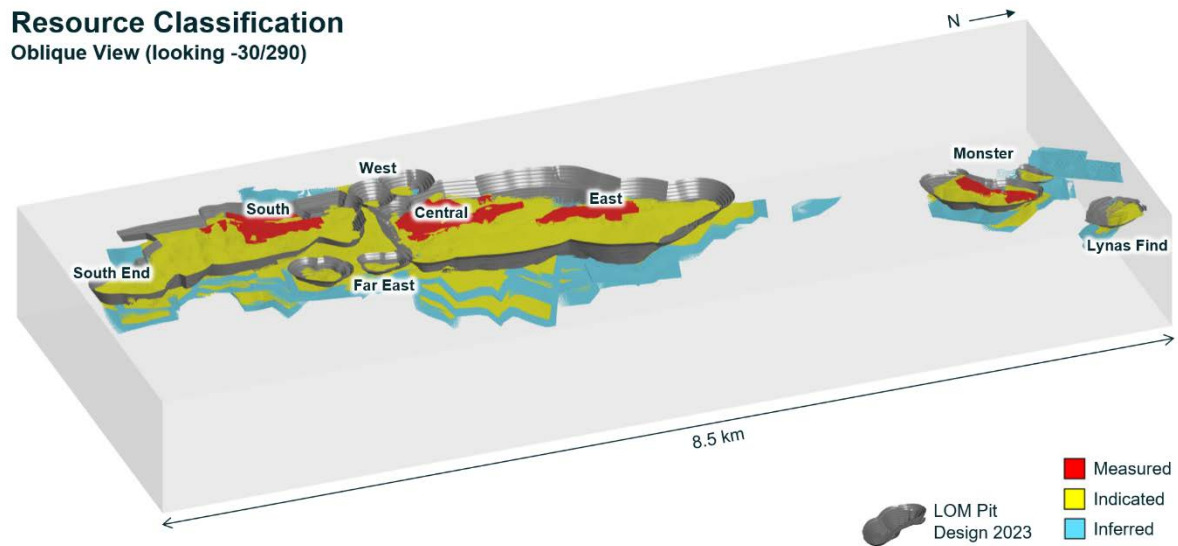 Resource Classification
Oblique View (looking -30/290)
N
West
Monster
South
Central
East
South End
Far East
Lynas Find
8.5 km
Measured
Indicated
Inferred
LOM Pit
Design 2023